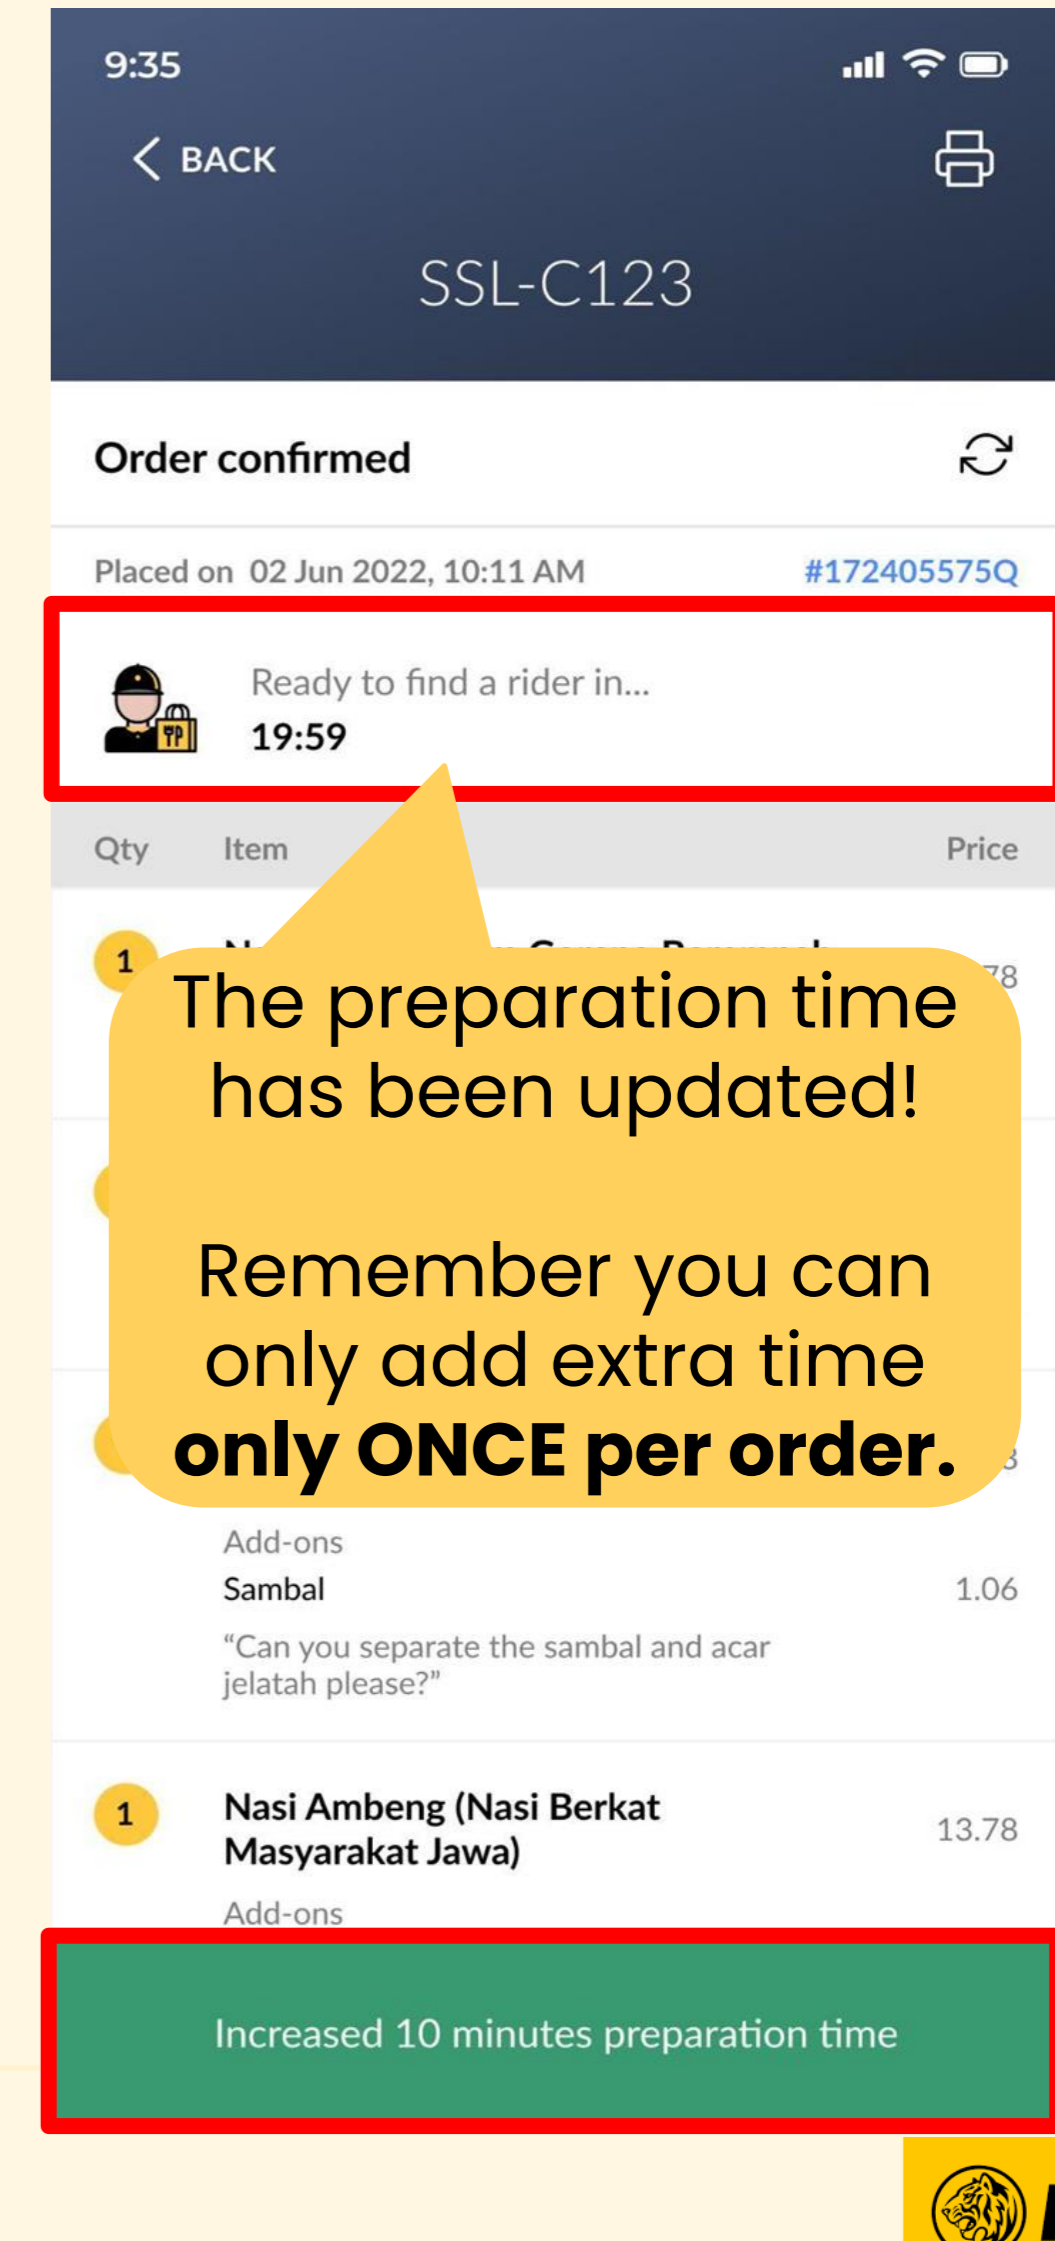 9:35
BACK
SSL-C123
Order confirmed
Placed on 02 Jun 2022, 10:11 AM #172405575Q
Ready to find a rider in...
19:59
Qty Item Price
1
The preparation time
has been updated!
Remember you can
only add extra time
only ONCE per order.
Add-ons
Sambal 1.06
“Can you separate the sambal and acar
jelatah please?”
1 Nasi Ambeng (Nasi Berkat
Masyarakat Jawa) 13.78
Add-ons
Increased 10 minutes preparation time